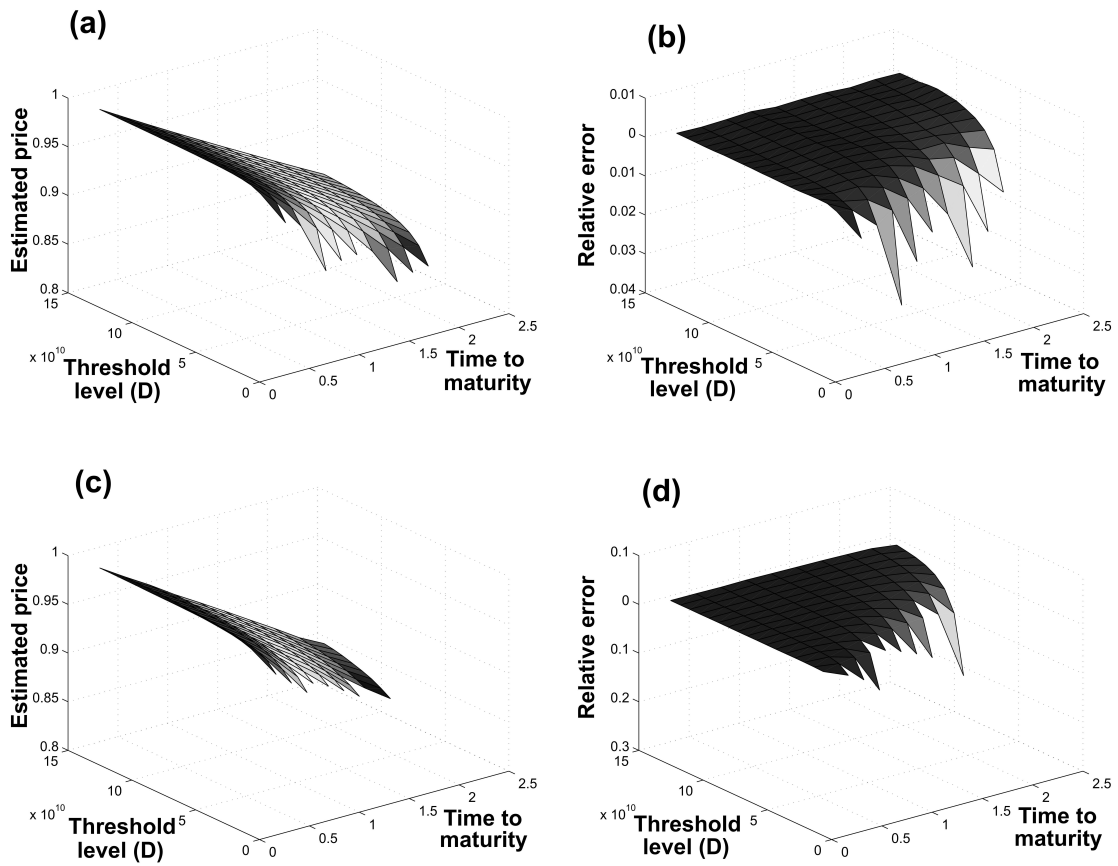 (a)
Estimated price
1
0.95
0.9
0.85
0.8
15
10
5
0
x 10^10
Threshold
level (D)
0
0.5
1
1.5
2
2.5
Time to
maturity
(b)
Relative error
0.01
0
0.01
0.02
0.03
0.04
15
10
5
0
x 10^10
Threshold
level (D)
0
0.5
1
1.5
2
2.5
Time to
maturity
(c)
Estimated price
1
0.95
0.9
0.85
0.8
15
10
5
0
x 10^10
Threshold
level (D)
0
0.5
1
1.5
2
2.5
Time to
maturity
(d)
Relative error
0.1
0
0.1
0.2
0.3
15
10
5
0
x 10^10
Threshold
level (D)
0
0.5
1
1.5
2
2.5
Time to
maturity